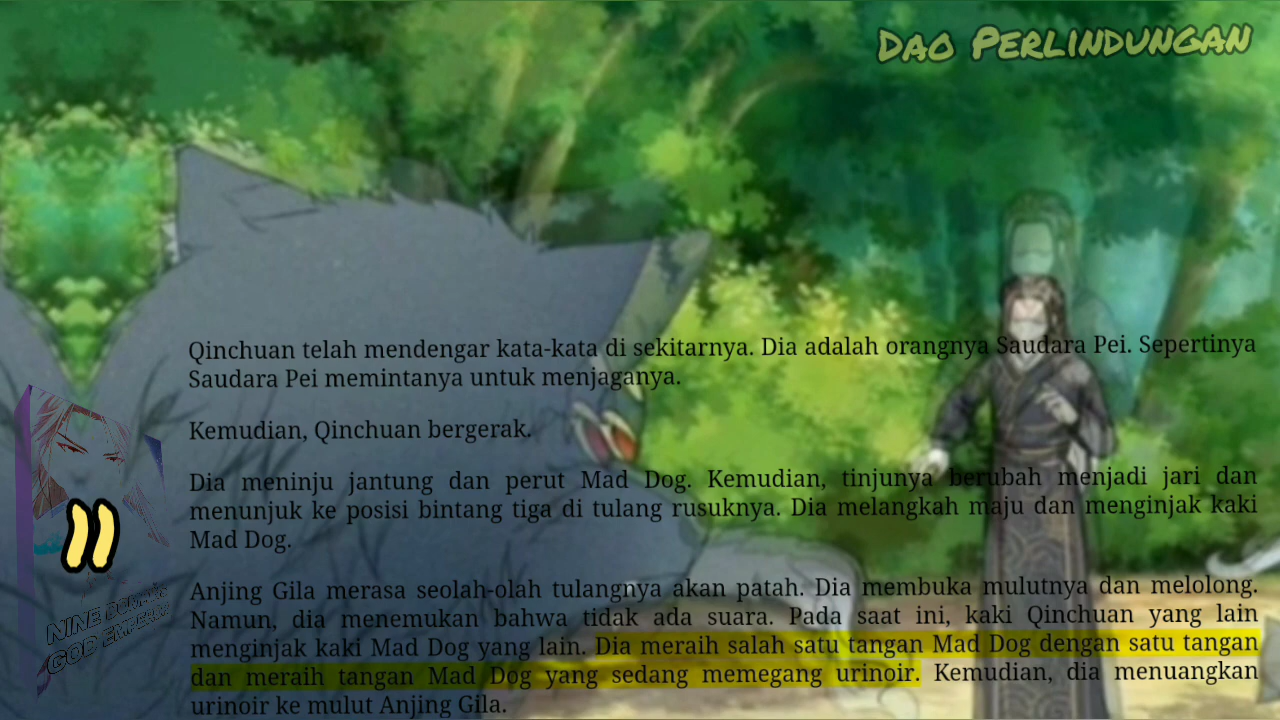 Dao Perlindungan
Qinchuan telah mendengar kata-kata di sekitarnya. Dia adalah orangnya Saudara Pei. Sepertinya
Saudara Pei memintanya untuk menjaganya.
Kemudian, Qinchuan bergerak.
Dia meninju jantung dan perut Mad Dog. Kemudian, tinjunya berubah menjadi jari dan
menunjuk ke posisi bintang tiga di tulang rusuknya. Dia melangkah maju dan menginjak kaki
Mad Dog.
Anjing Gila merasa seolah-olah tulangnya akan patah. Dia membuka mulutnya dan melolong.
Namun, dia menemukan bahwa tidak ada suara. Pada saat ini, kaki Qinchuan yang lain
menginjak kaki Mad Dog yang lain. Dia meraih salah satu tangan Mad Dog dengan satu tangan
dan meraih tangan Mad Dog yang sedang memegang urinoir. Kemudian, dia menuangkan
urinoir ke mulut Anjing Gila.
NINE
GOD EMPEROR